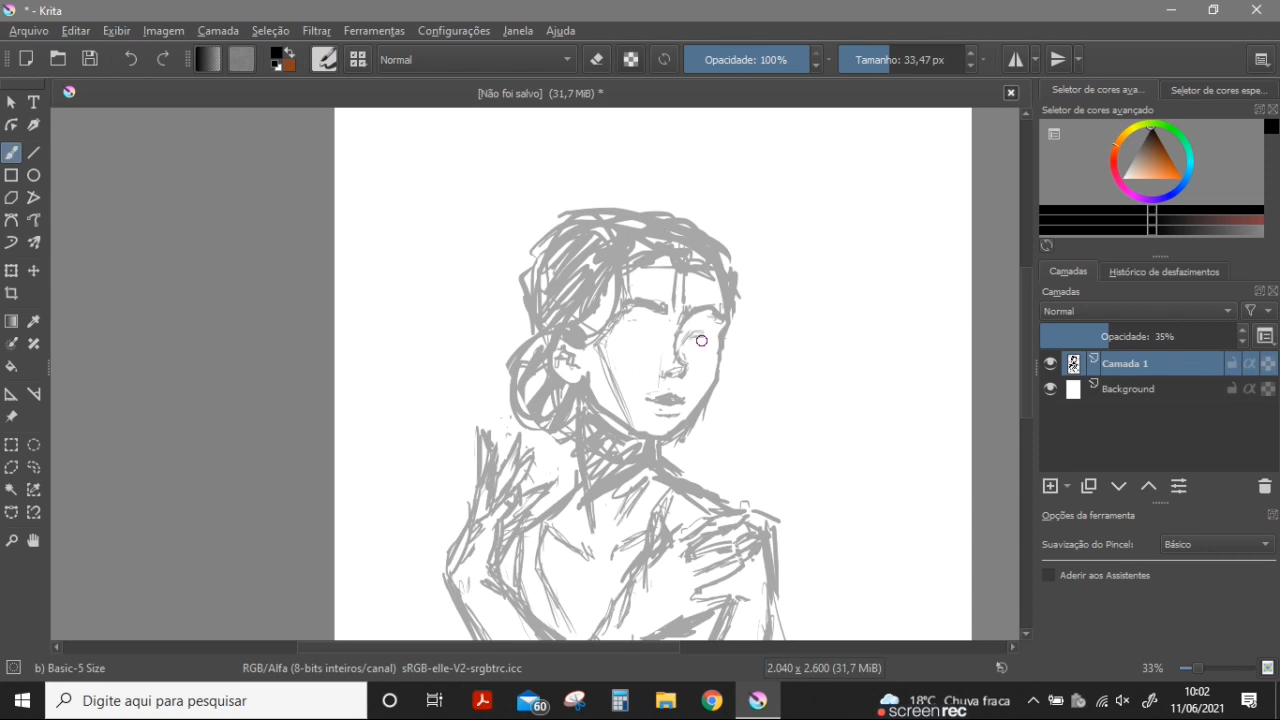 * - Krita
Arquivo Editar Exibir Imagem Camada Seleção Filtrar Ferramentas Configurações Janela Ajuda
Normal Opacidade: 100% Tamanho: 33,47 px
[Não foi salvo] (31,7 MiB) *
Seletor de cores ava... Seletor de cores espe...
Seletor de cores avançado
Camadas Histórico de desfazimentos
Camadas
Normal
Opacidade: 35%
Camada 1
Background
Opções da ferramenta
Suavização do Pincel: Básico
Aderir aos Assistentes
b) Basic-5 Size RGB/Alfa (8-bits inteiros/canal) sRGB-elle-V2-srgbtrc.icc 2.040 x 2.600 (31,7 MiB) 33%
Digite aqui para pesquisar 60 18°C Chuva fraca 10:02
11/06/2021
screenrec